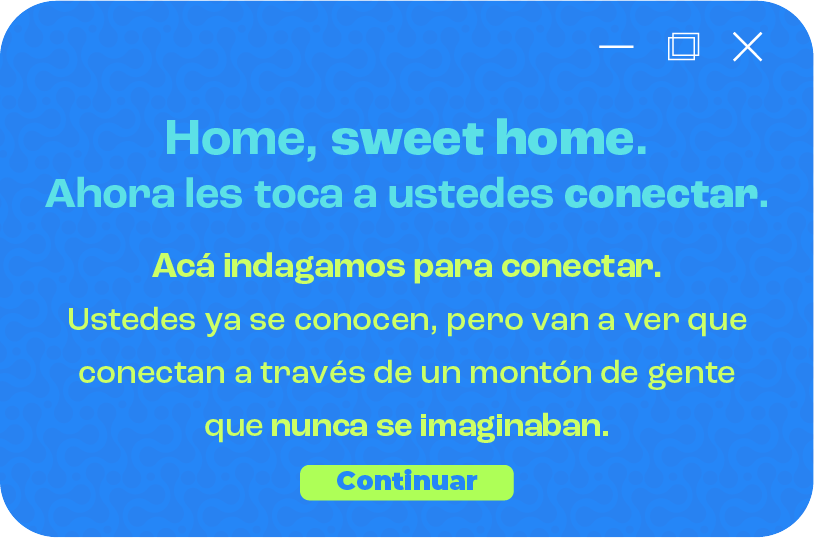 Home, sweet home.
Ahora les toca a ustedes conectar.
Acá indagamos para conectar.
Ustedes ya se conocen, pero van a ver que
conectan a través de un montón de gente
que nunca se imaginaban.
Continuar